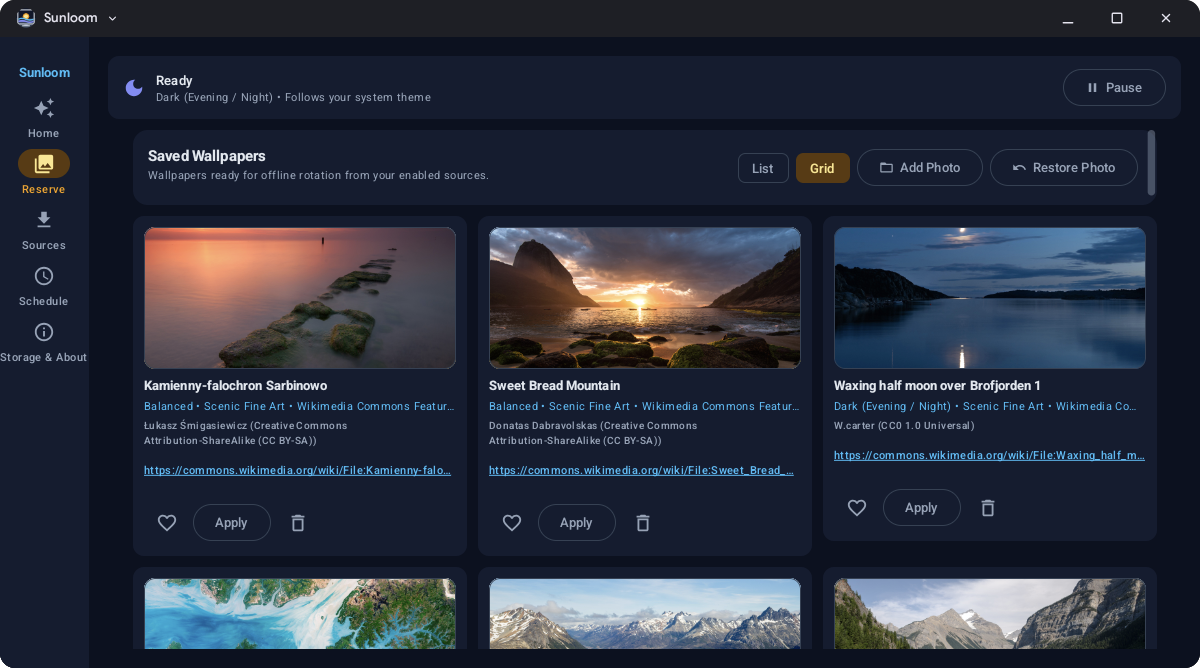 Sunloom
Sunloom
Home
Reserve
Sources
Schedule
Storage & About
Ready
Dark (Evening / Night) • Follows your system theme
Pause
Saved Wallpapers
Wallpapers ready for offline rotation from your enabled sources.
List
Grid
Add Photo
Restore Photo
Kamienny-falochron Sarbinowo
Balanced • Scenic Fine Art • Wikimedia Commons Featur…
Łukasz Śmigasiewicz (Creative Commons
Attribution-ShareAlike (CC BY-SA))
https://commons.wikimedia.org/wiki/File:Kamienny-falo…
Apply
Sweet Bread Mountain
Balanced • Scenic Fine Art • Wikimedia Commons Featur…
Donatas Dabravolskas (Creative Commons
Attribution-ShareAlike (CC BY-SA))
https://commons.wikimedia.org/wiki/File:Sweet_Bread_…
Apply
Waxing half moon over Brofjorden 1
Dark (Evening / Night) • Scenic Fine Art • Wikimedia Co…
W.carter (CC0 1.0 Universal)
https://commons.wikimedia.org/wiki/File:Waxing_half_m…
Apply